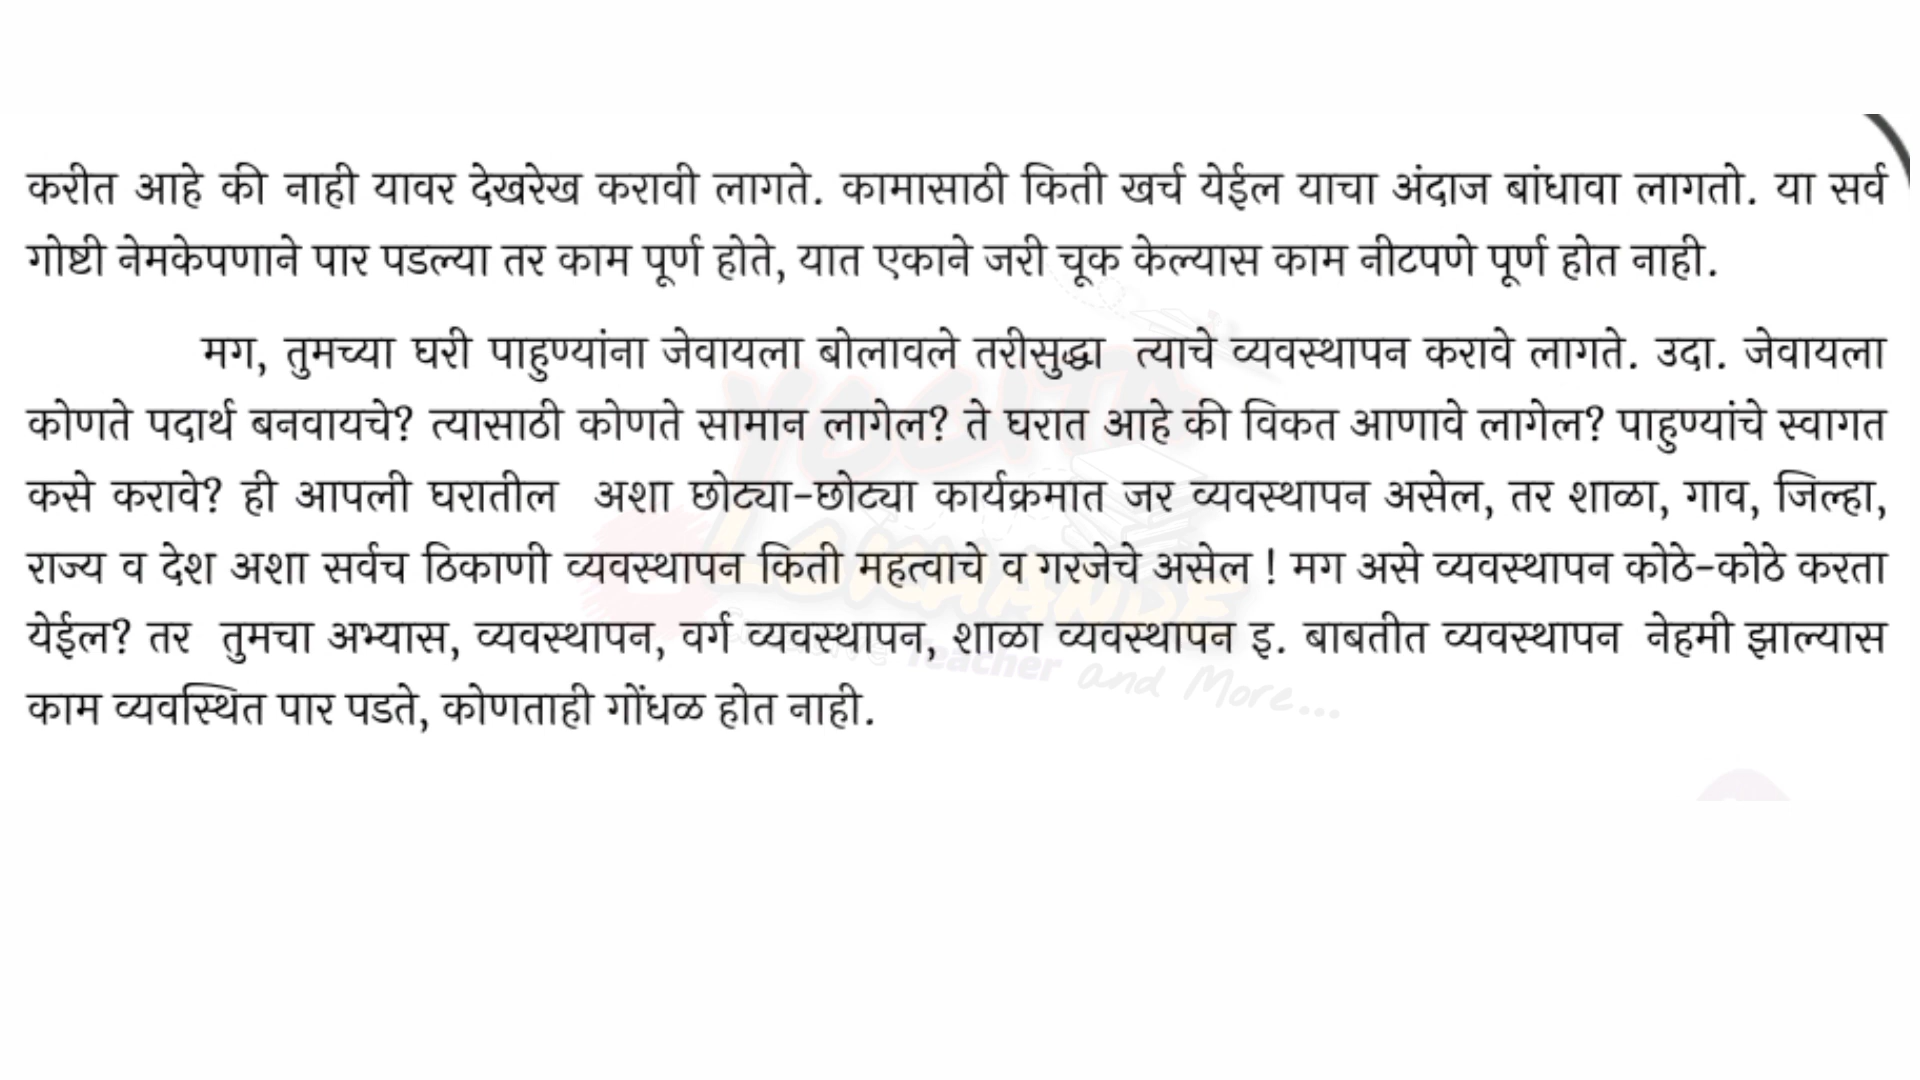 करीत आहे की नाही यावर देखरेख करावी लागते. कामासाठी किती खर्च येईल याचा अंदाज बांधावा लागतो. या सर्व
गोष्टी नेमकेपणाने पार पडल्या तर काम पूर्ण होते, यात एकाने जरी चूक केल्यास काम नीटपणे पूर्ण होत नाही.
मग, तुमच्या घरी पाहुण्यांना जेवायला बोलावले तरीसुद्धा त्याचे व्यवस्थापन करावे लागते. उदा. जेवायला
कोणते पदार्थ बनवायचे? त्यासाठी कोणते सामान लागेल? ते घरात आहे की विकत आणावे लागेल? पाहुण्यांचे स्वागत
कसे करावे? ही आपली घरातील अशा छोट्या-छोट्या कार्यक्रमात जर व्यवस्थापन असेल, तर शाळा, गाव, जिल्हा,
राज्य व देश अशा सर्वच ठिकाणी व्यवस्थापन किती महत्वाचे व गरजेचे असेल ! मग असे व्यवस्थापन कोठे-कोठे करता
येईल? तर तुमचा अभ्यास, व्यवस्थापन, वर्ग व्यवस्थापन, शाळा व्यवस्थापन इ. बाबतीत व्यवस्थापन नेहमी झाल्यास
Teacher and More...
काम व्यवस्थित पार पडते, कोणताही गोंधळ होत नाही.